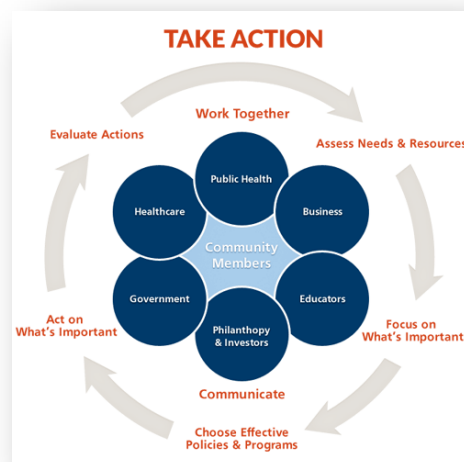 TAKE ACTION
Work Together
Evaluate Actions
Assess Needs & Resources
Public Health
Healthcare
Business
Community
Members
Government
Educators
Philanthopy
& Investors
Act on
What's Important
Focus on
What's Important
Communicate
Choose Effective
Policies & Programs